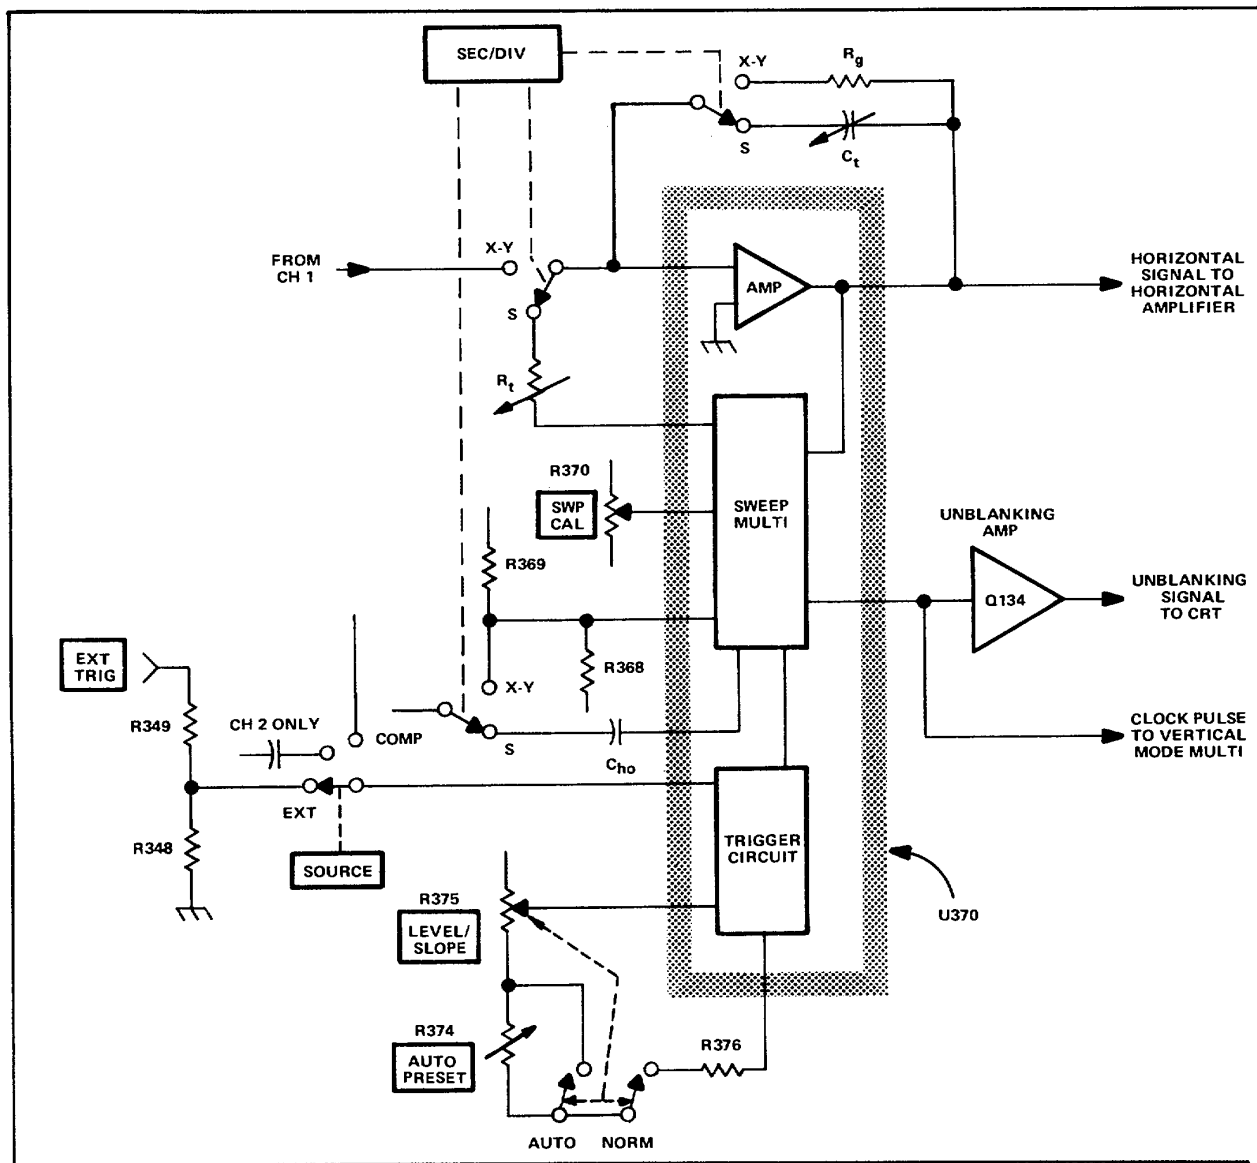 SEC/DIV
X-Y
Rg
S
Ct
FROM
CH 1
X-Y
S
AMP
HORIZONTAL
SIGNAL TO
HORIZONTAL
AMPLIFIER
Rt
R370
SWP
CAL
SWEEP
MULTI
UNBLANKING
AMP
R369
Q134
UNBLANKING
SIGNAL
TO CRT
EXT
TRIG
R368
X-Y
R349
CH 2 ONLY
COMP
S
Cho
CLOCK PULSE
TO VERTICAL
MODE MULTI
EXT
R348
TRIGGER
CIRCUIT
SOURCE
R375
LEVEL/
SLOPE
U370
R374
AUTO
PRESET
R376
AUTO
NORM